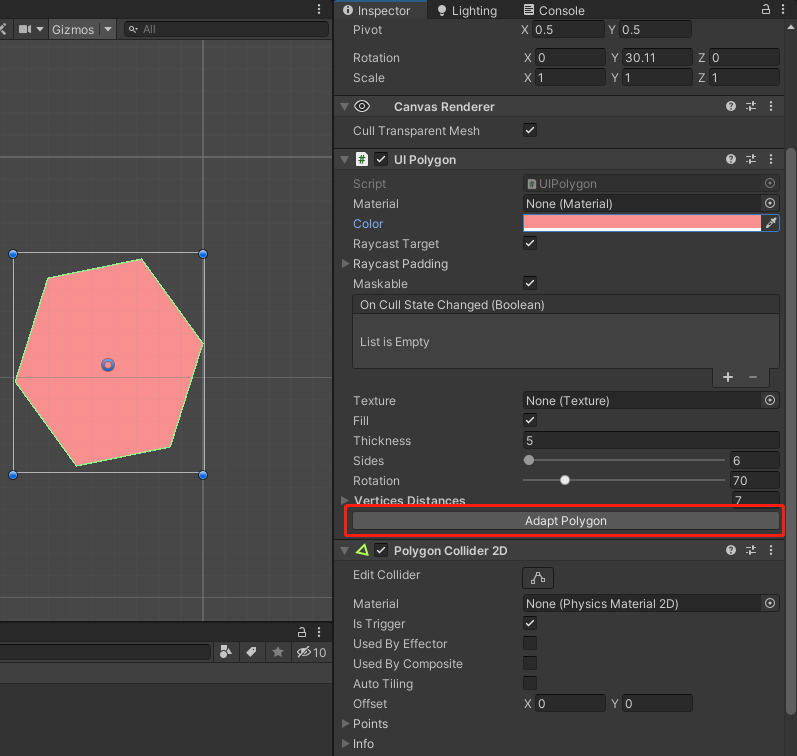 Inspector Lighting Console
Gizmos All
Pivot X 0.5 Y 0.5
Rotation X 0 Y 30.11 Z 0
Scale X 1 Y 1 Z 1
Canvas Renderer
Cull Transparent Mesh
# UI Polygon
Script # UIPolygon
Material None (Material)
Color
Raycast Target
Raycast Padding
Maskable
On Cull State Changed (Boolean)
List is Empty
+ −
Texture None (Texture)
Fill
Thickness 5
Sides 6
Rotation 70
Vertices Distances 7
Adapt Polygon
Polygon Collider 2D
Edit Collider
Material None (Physics Material 2D)
Is Trigger
Used By Effector
10
Used By Composite
Auto Tiling
Offset X 0 Y 0
Points
Info